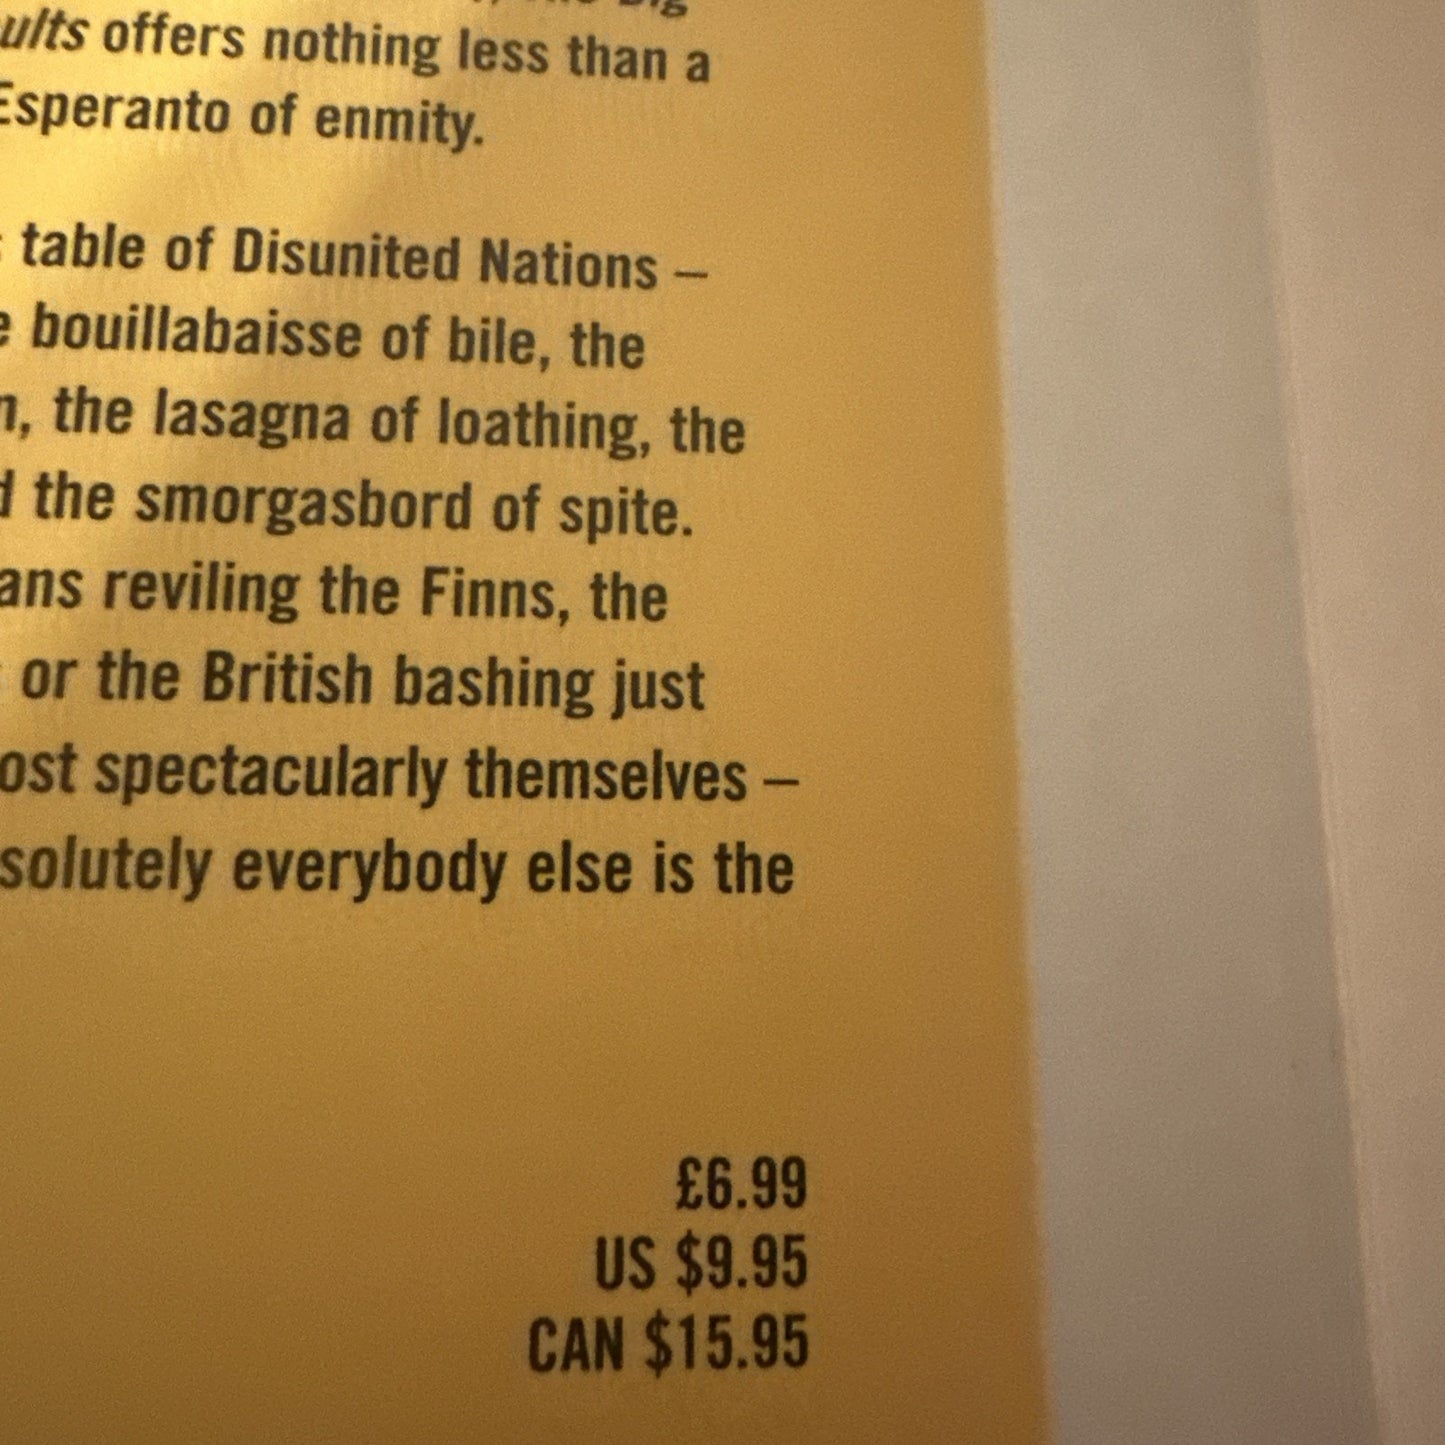 Big
ults offers nothing less than a
Esperanto of enmity.
table of Disunited Nations –
bouillabaisse of bile, the
n, the lasagna of loathing, the
d the smorgasbord of spite.
ans reviling the Finns, the
or the British bashing just
ost spectacularly themselves –
solutely everybody else is the
£6.99
US $9.95
CAN $15.95